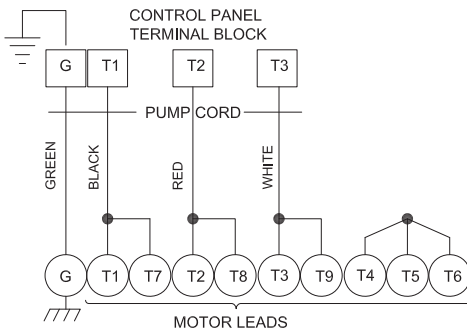 CONTROL PANEL
TERMINAL BLOCK
G T1 T2 T3
PUMP CORD
GREEN
BLACK
RED
WHITE
G T1 T7 T2 T8 T3 T9 T4 T5 T6
MOTOR LEADS